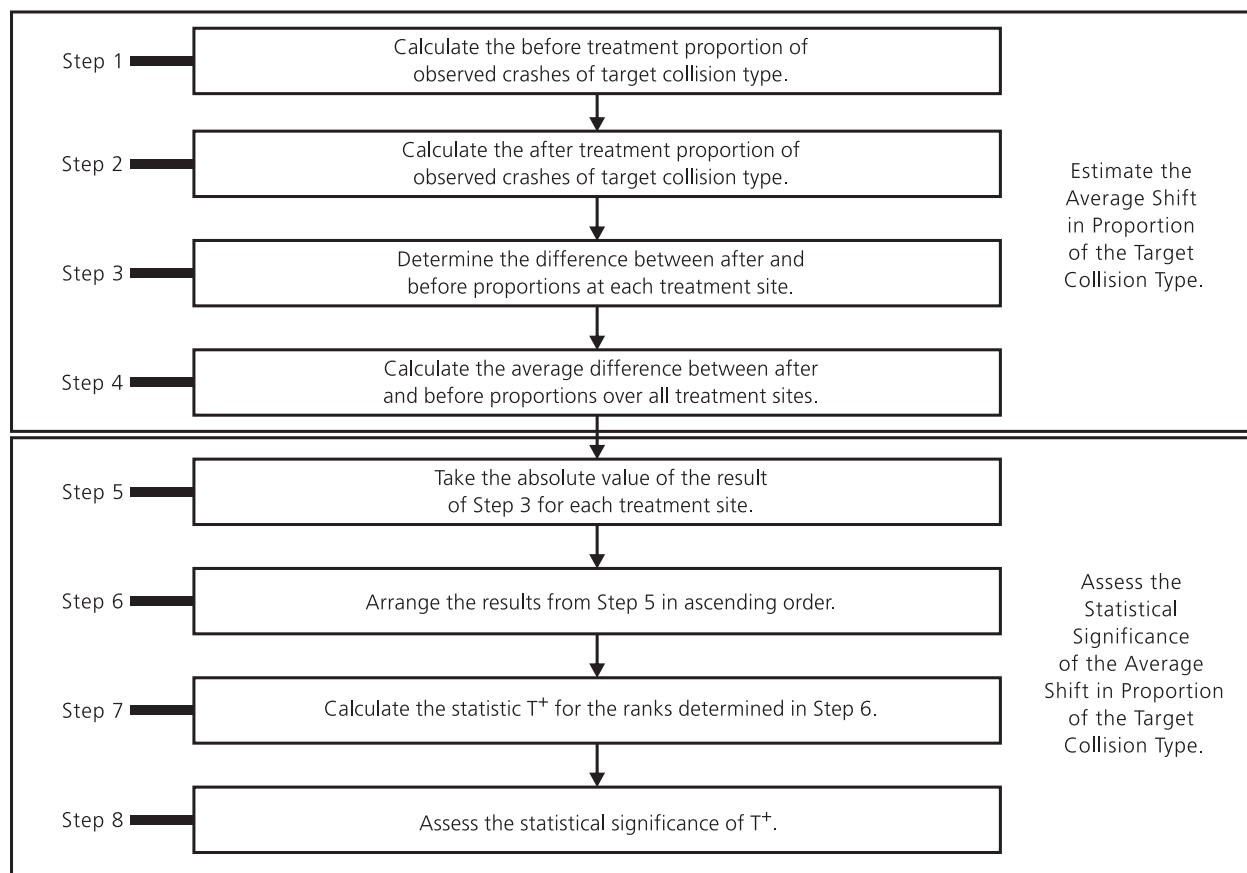 Step 1
Calculate the before treatment proportion of
observed crashes of target collision type.
Step 2
Calculate the after treatment proportion of
observed crashes of target collision type.
Step 3
Determine the difference between after and
before proportions at each treatment site.
Step 4
Calculate the average difference between after
and before proportions over all treatment sites.
Estimate the
Average Shift
in Proportion
of the Target
Collision Type.
Step 5
Take the absolute value of the result
of Step 3 for each treatment site.
Step 6
Arrange the results from Step 5 in ascending order.
Step 7
Calculate the statistic T⁺ for the ranks determined in Step 6.
Step 8
Assess the statistical significance of T⁺.
Assess the
Statistical
Significance
of the Average
Shift in Proportion
of the Target
Collision Type.